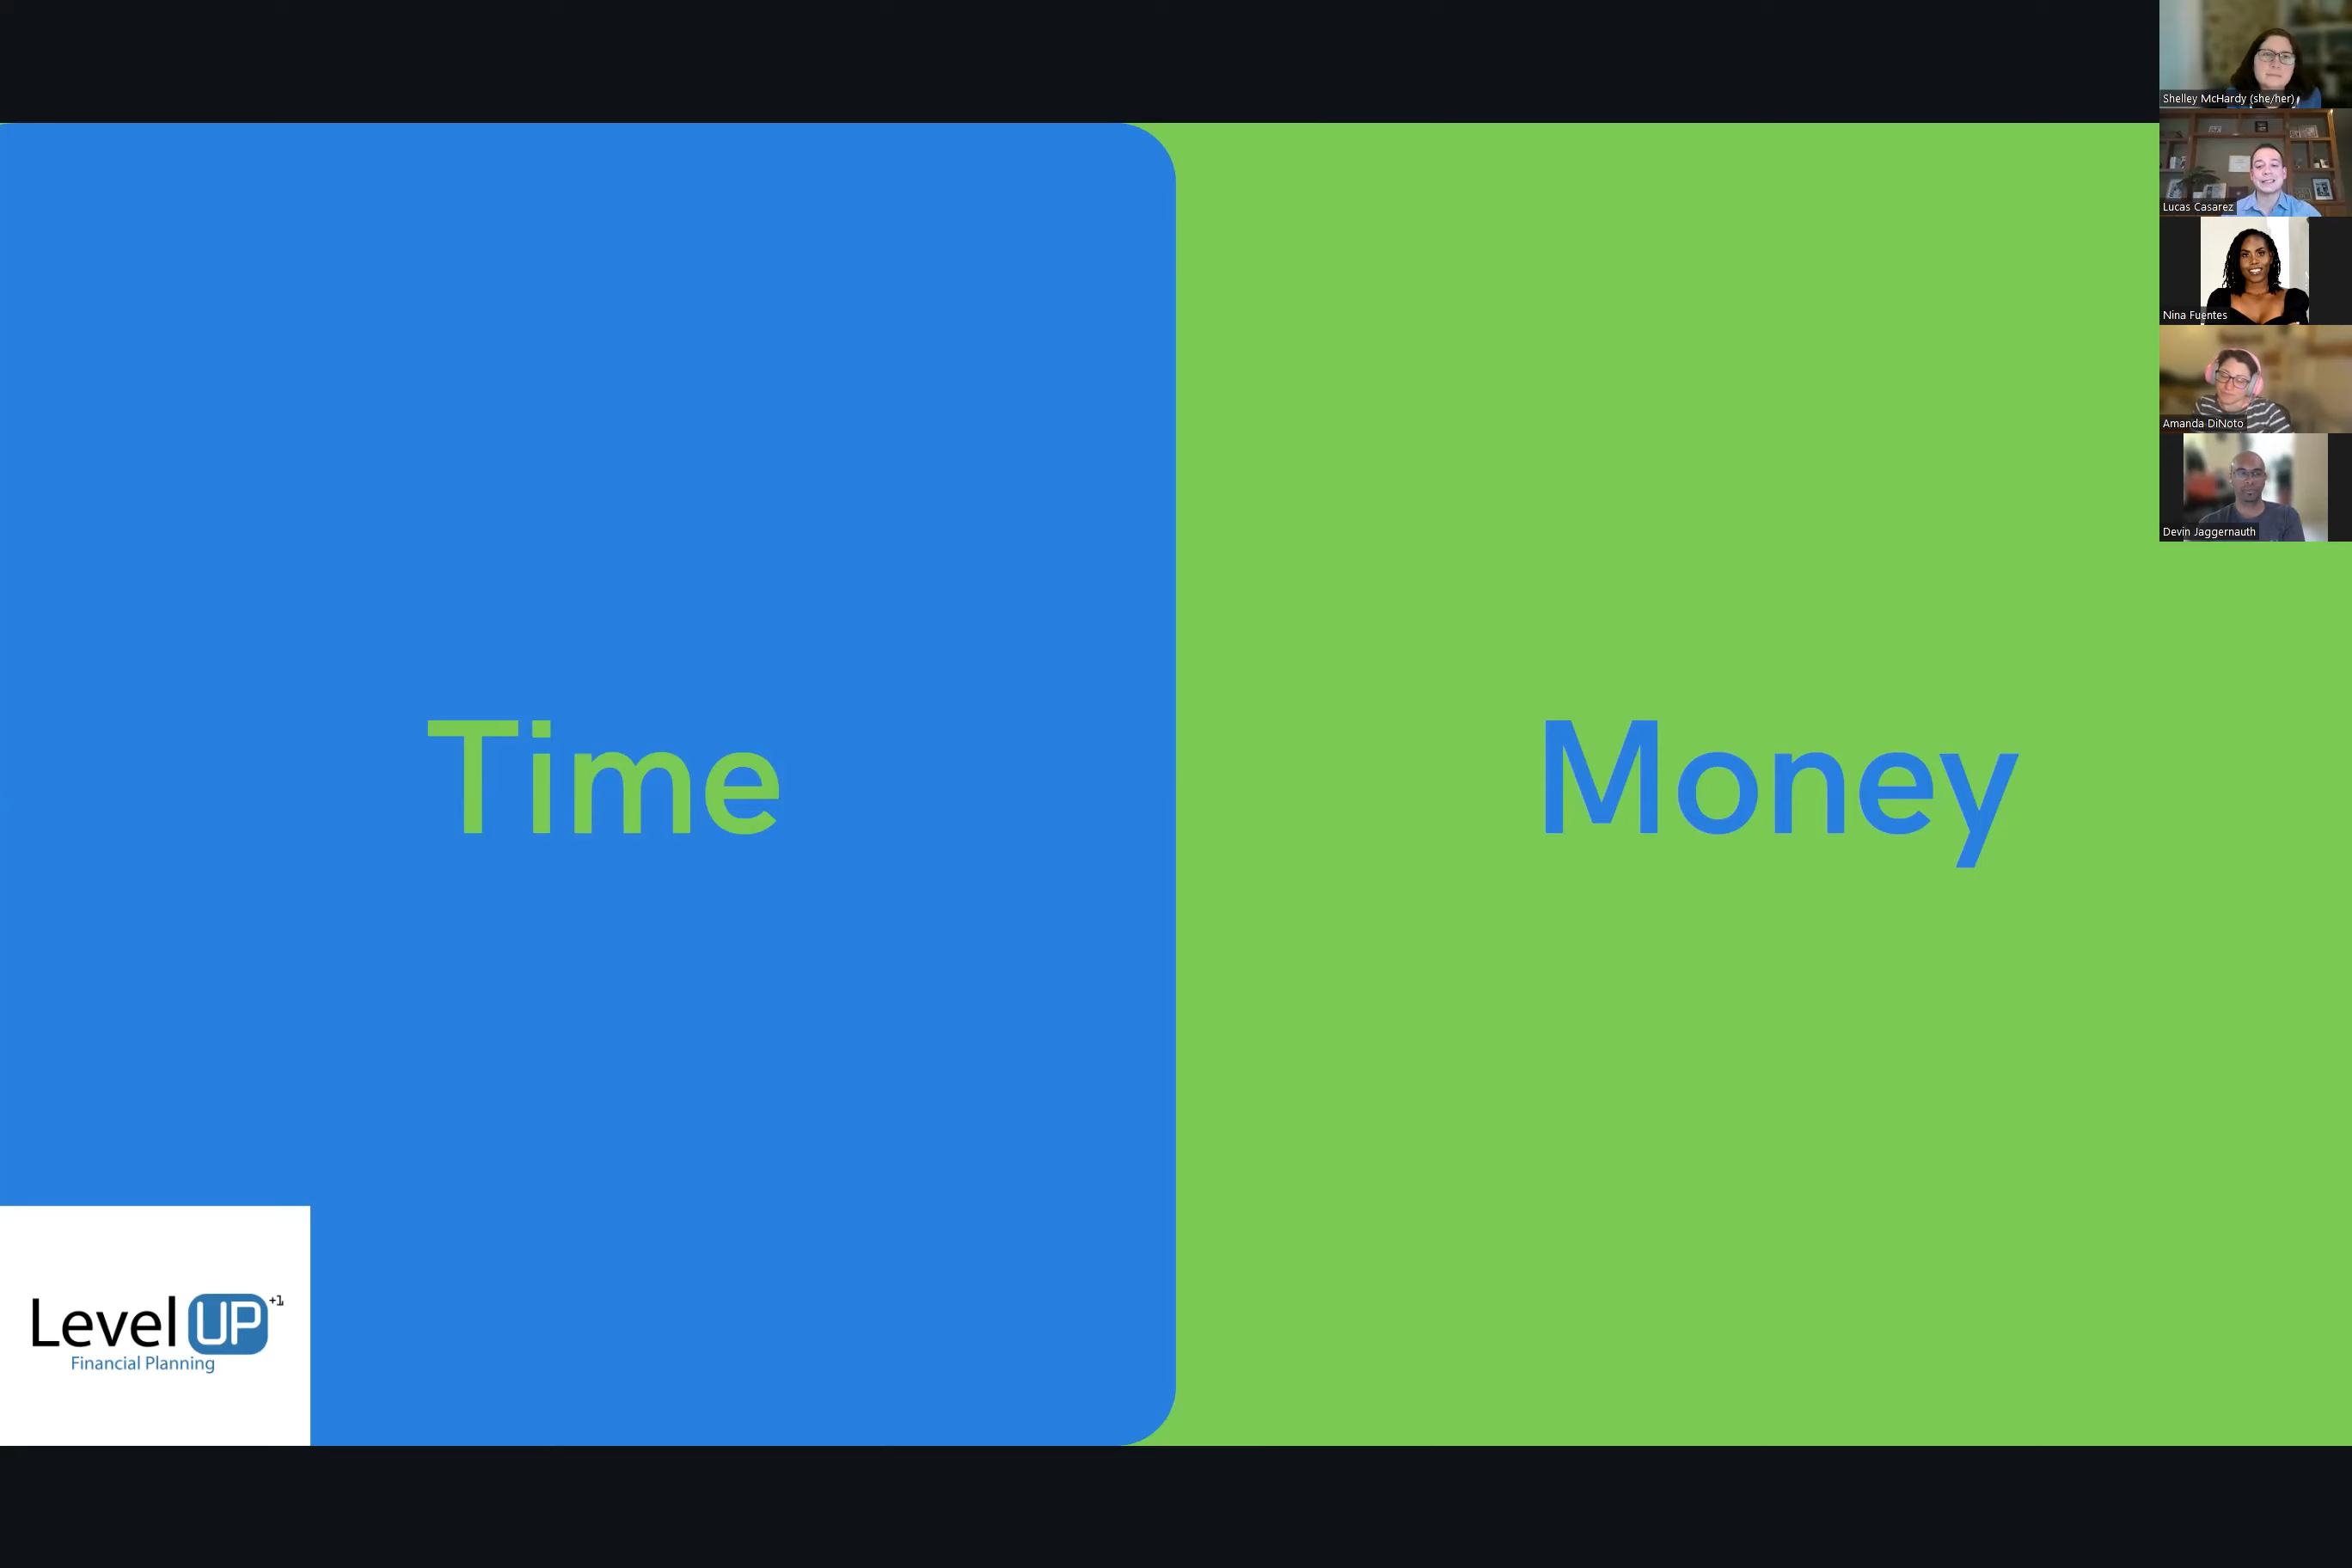 Time
Money
Level UP +1
Financial Planning
Shelley McHardy (she/her)
Lucas Casarez
Nina Fuentes
Amanda DiNoto
Devin Jaggernauth